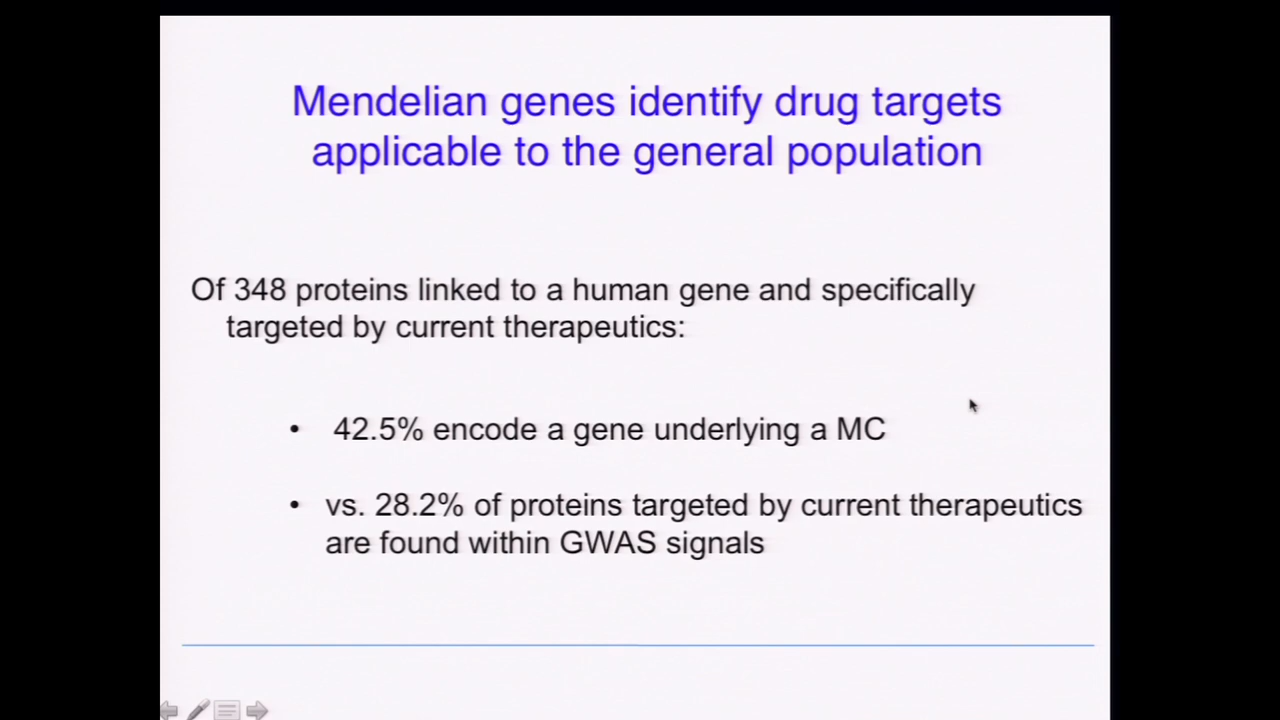 Mendelian genes identify drug targets
applicable to the general population
Of 348 proteins linked to a human gene and specifically
targeted by current therapeutics:
• 42.5% encode a gene underlying a MC
• vs. 28.2% of proteins targeted by current therapeutics
are found within GWAS signals